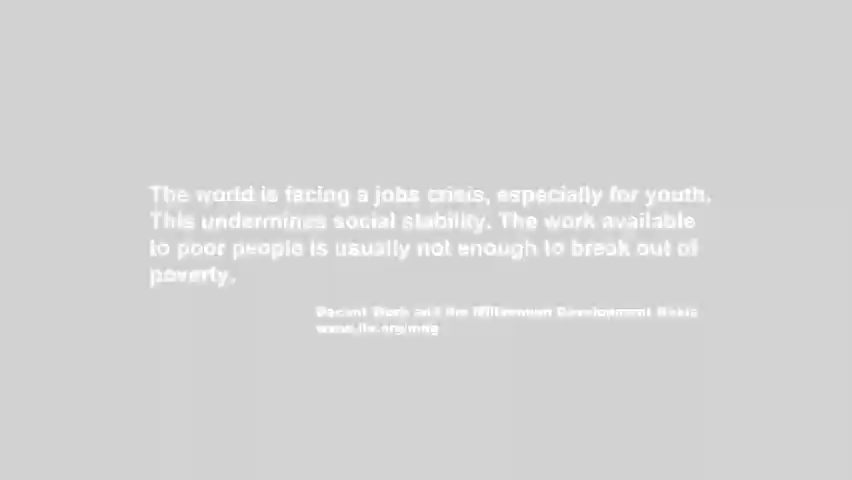 The world is facing a jobs crisis, especially for youth.
This undermines social stability. The work available
to poor people is usually not enough to break out of
poverty.
Decent Work and the Millennium Development Goals
www.ilo.org/mdg